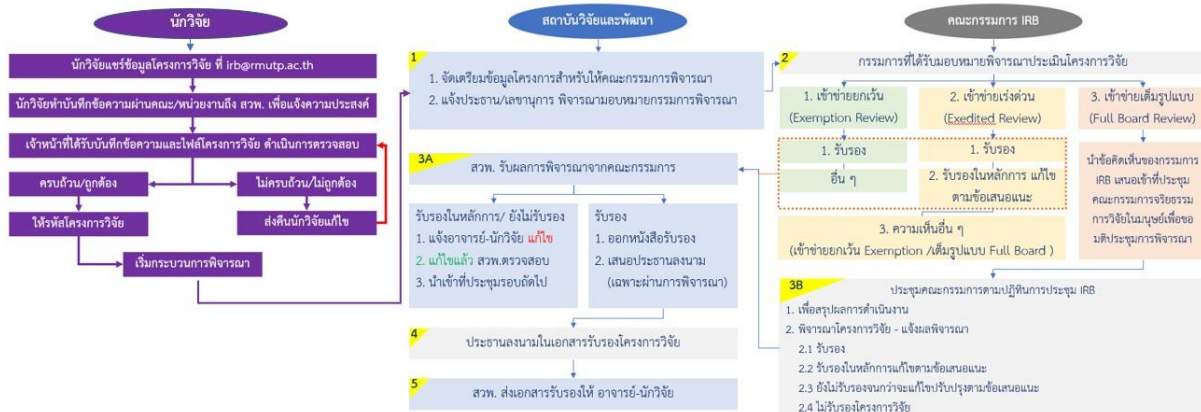 นักวิจัย
นักวิจัยแชร์ข้อมูลโครงการวิจัย ที่ irb@rmutp.ac.th
นักวิจัยทำบันทึกข้อความผ่านคณะ/หน่วยงานถึง สวพ. เพื่อแจ้งความประสงค์
เจ้าหน้าที่ได้รับบันทึกข้อความและไฟล์โครงการวิจัย ดำเนินการตรวจสอบ
ครบถ้วน/ถูกต้อง
ไม่ครบถ้วน/ไม่ถูกต้อง
ให้รหัสโครงการวิจัย
ส่งคืนนักวิจัยแก้ไข
เริ่มกระบวนการพิจารณา
สถาบันวิจัยและพัฒนา
1
1. จัดเตรียมข้อมูลโครงการสำหรับให้คณะกรรมการพิจารณา
2. แจ้งประธาน/เลขานุการ พิจารณามอบหมายกรรมการพิจารณา
3A
สวพ. รับผลการพิจารณาจากคณะกรรมการ
รับรองในหลักการ/ ยังไม่รับรอง
1. แจ้งอาจารย์-นักวิจัย แก้ไข
2. แก้ไขแล้ว สวพ.ตรวจสอบ
3. นำเข้าที่ประชุมรอบถัดไป
รับรอง
1. ออกหนังสือรับรอง
2. เสนอประธานลงนาม
(เฉพาะผ่านการพิจารณา)
4
ประธานลงนามในเอกสารรับรองโครงการวิจัย
5
สวพ. ส่งเอกสารรับรองให้ อาจารย์-นักวิจัย
คณะกรรมการ IRB
2
กรรมการที่ได้รับมอบหมายพิจารณาประเมินโครงการวิจัย
1. เข้าข่ายยกเว้น
(Exemption Review)
2. เข้าข่ายเร่งด่วน
(Exedited Review)
3. เข้าข่ายเต็มรูปแบบ
(Full Board Review)
1. รับรอง
อื่น ๆ
1. รับรอง
2. รับรองในหลักการ แก้ไข
ตามข้อเสนอแนะ
3. ความเห็นอื่น ๆ
(เข้าข่ายยกเว้น Exemption /เต็มรูปแบบ Full Board )
นำข้อคิดเห็นของกรรมการ
IRB เสนอเข้าที่ประชุม
คณะกรรมการจริยธรรม
การวิจัยในมนุษย์เพื่อขอ
มติประชุมการพิจารณา
3B
ประชุมคณะกรรมการตามปฏิทินการประชุม IRB
1. เพื่อสรุปผลการดำเนินงาน
2. พิจารณาโครงการวิจัย - แจ้งผลพิจารณา
2.1 รับรอง
2.2 รับรองในหลักการแก้ไขตามข้อเสนอแนะ
2.3 ยังไม่รับรองจนกว่าจะแก้ไขปรับปรุงตามข้อเสนอแนะ
2.4 ไม่รับรองโครงการวิจัย